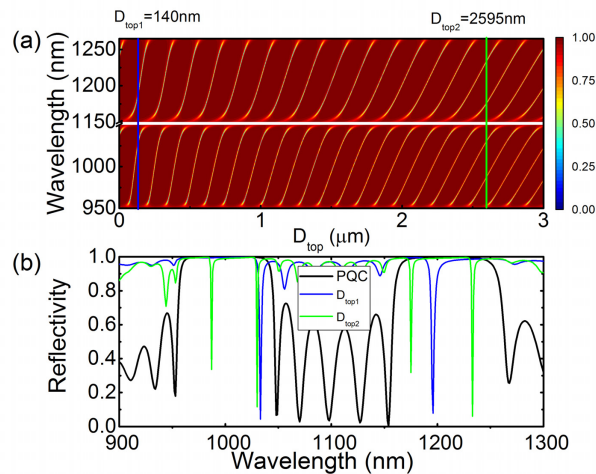 D_top1=140nm
D_top2=2595nm
(a)
Wavelength (nm)
1250
1200
1150
1000
950
0
1
2
3
D_top (μm)
1.00
0.75
0.50
0.25
0.00
(b)
Reflectivity
1.0
0.8
0.6
0.4
0.2
0.0
PQC
D_top1
D_top2
900
1000
1100
1200
1300
Wavelength (nm)